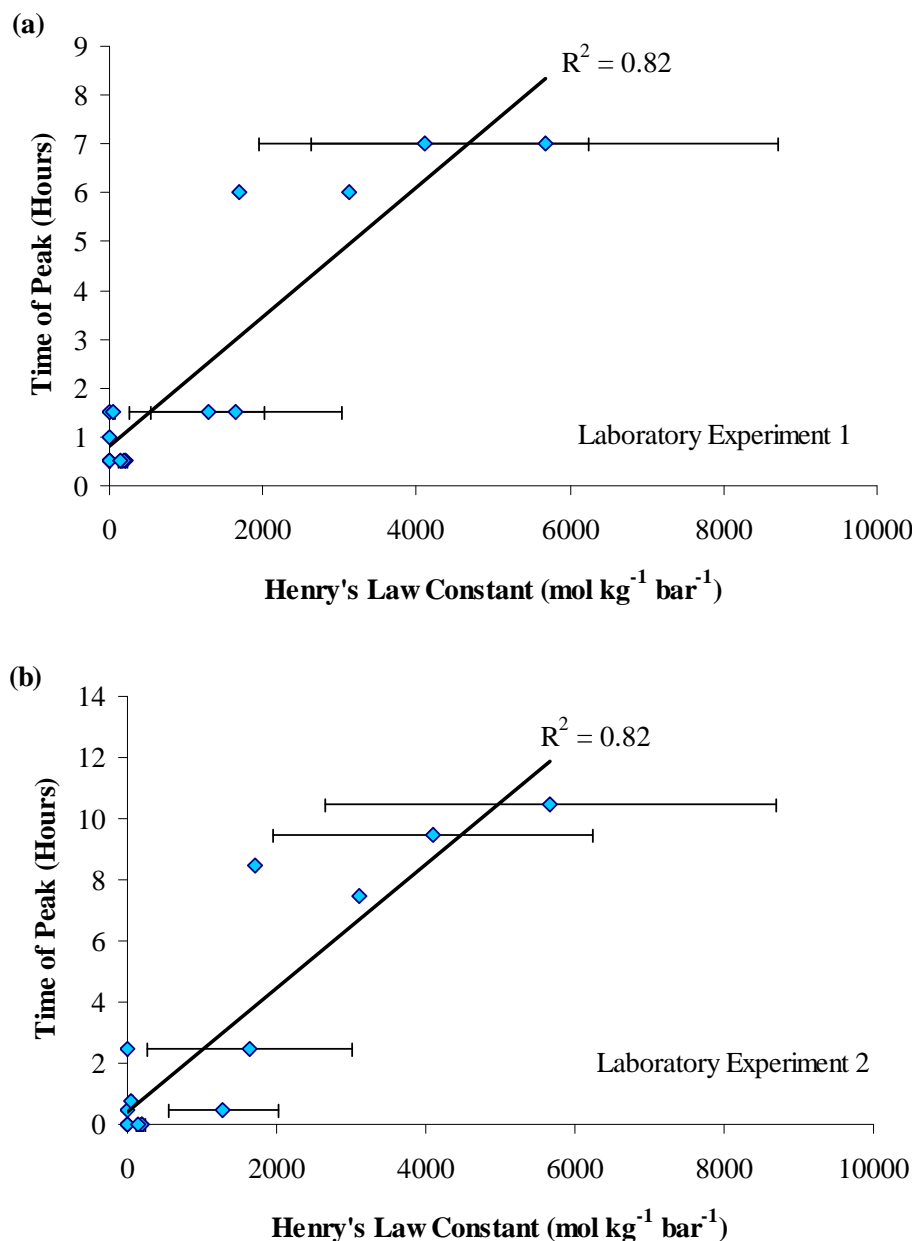 (a)
9
8
7
6
5
4
3
2
1
0
Time of Peak (Hours)
R² = 0.82
Laboratory Experiment 1
0 2000 4000 6000 8000 10000
Henry's Law Constant (mol kg⁻¹ bar⁻¹)
(b)
14
12
10
8
6
4
2
0
Time of Peak (Hours)
R² = 0.82
Laboratory Experiment 2
0 2000 4000 6000 8000 10000
Henry's Law Constant (mol kg⁻¹ bar⁻¹)